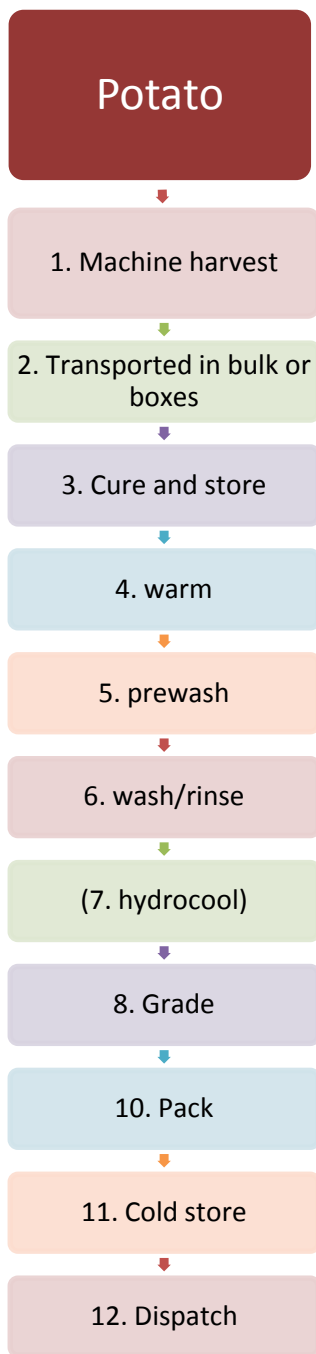 Potato
1. Machine harvest
2. Transported in bulk or
boxes
3. Cure and store
4. warm
5. prewash
6. wash/rinse
(7. hydrocool)
8. Grade
10. Pack
11. Cold store
12. Dispatch